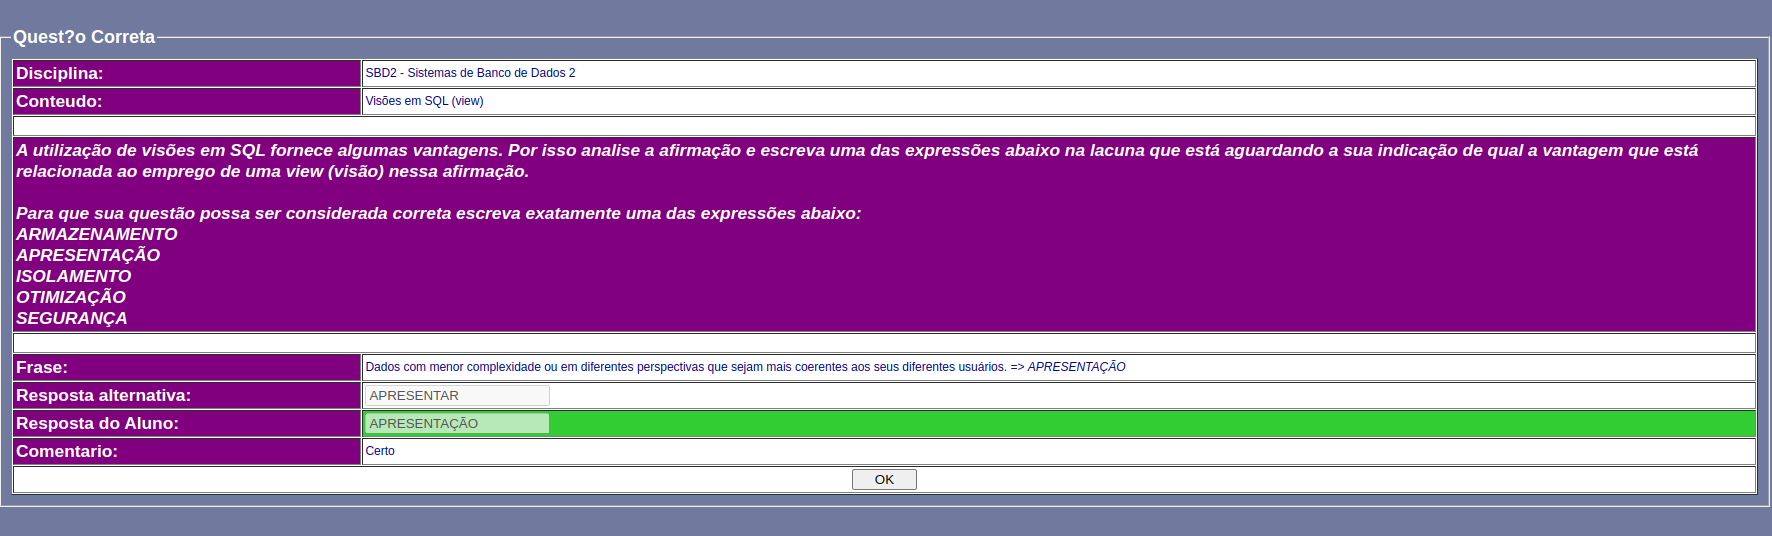 Quest?o Correta
Disciplina: SBD2 - Sistemas de Banco de Dados 2
Conteudo: Visões em SQL (view)
A utilização de visões em SQL fornece algumas vantagens. Por isso analise a afirmação e escreva uma das expressões abaixo na lacuna que está aguardando a sua indicação de qual a vantagem que está
relacionada ao emprego de uma view (visão) nessa afirmação.
Para que sua questão possa ser considerada correta escreva exatamente uma das expressões abaixo:
ARMAZENAMENTO
APRESENTAÇÃO
ISOLAMENTO
OTIMIZAÇÃO
SEGURANÇA
Frase: Dados com menor complexidade ou em diferentes perspectivas que sejam mais coerentes aos seus diferentes usuários. => APRESENTAÇÃO
Resposta alternativa: APRESENTAR
Resposta do Aluno: APRESENTAÇÃO
Comentario: Certo
OK